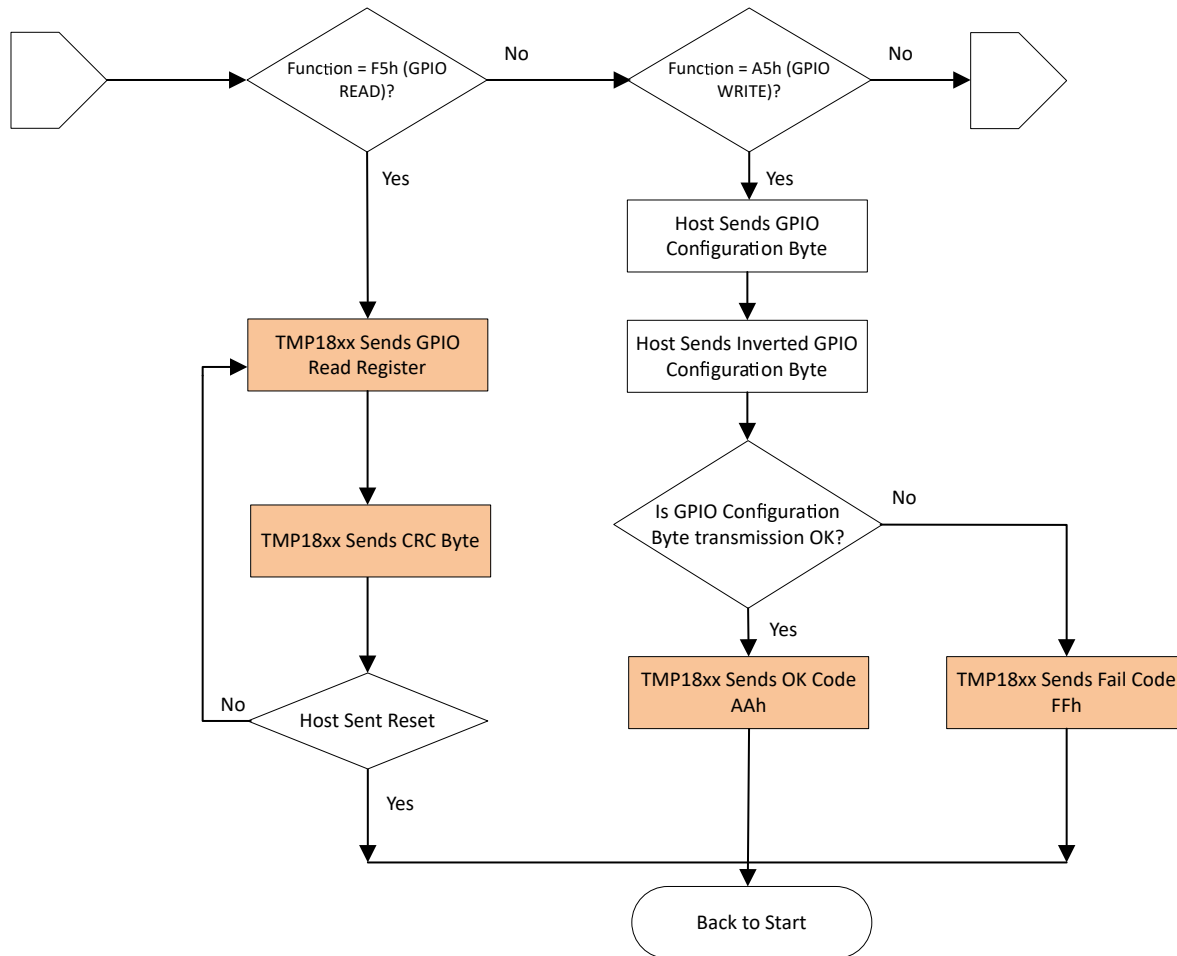 Function = F5h (GPIO
READ)?
No
Function = A5h (GPIO
WRITE)?
No
Yes
Yes
Host Sends GPIO
Configuration Byte
TMP18xx Sends GPIO
Read Register
Host Sends Inverted GPIO
Configuration Byte
TMP18xx Sends CRC Byte
Is GPIO Configuration
Byte transmission OK?
No
Yes
TMP18xx Sends OK Code
AAh
TMP18xx Sends Fail Code
FFh
No
Host Sent Reset
Yes
Back to Start